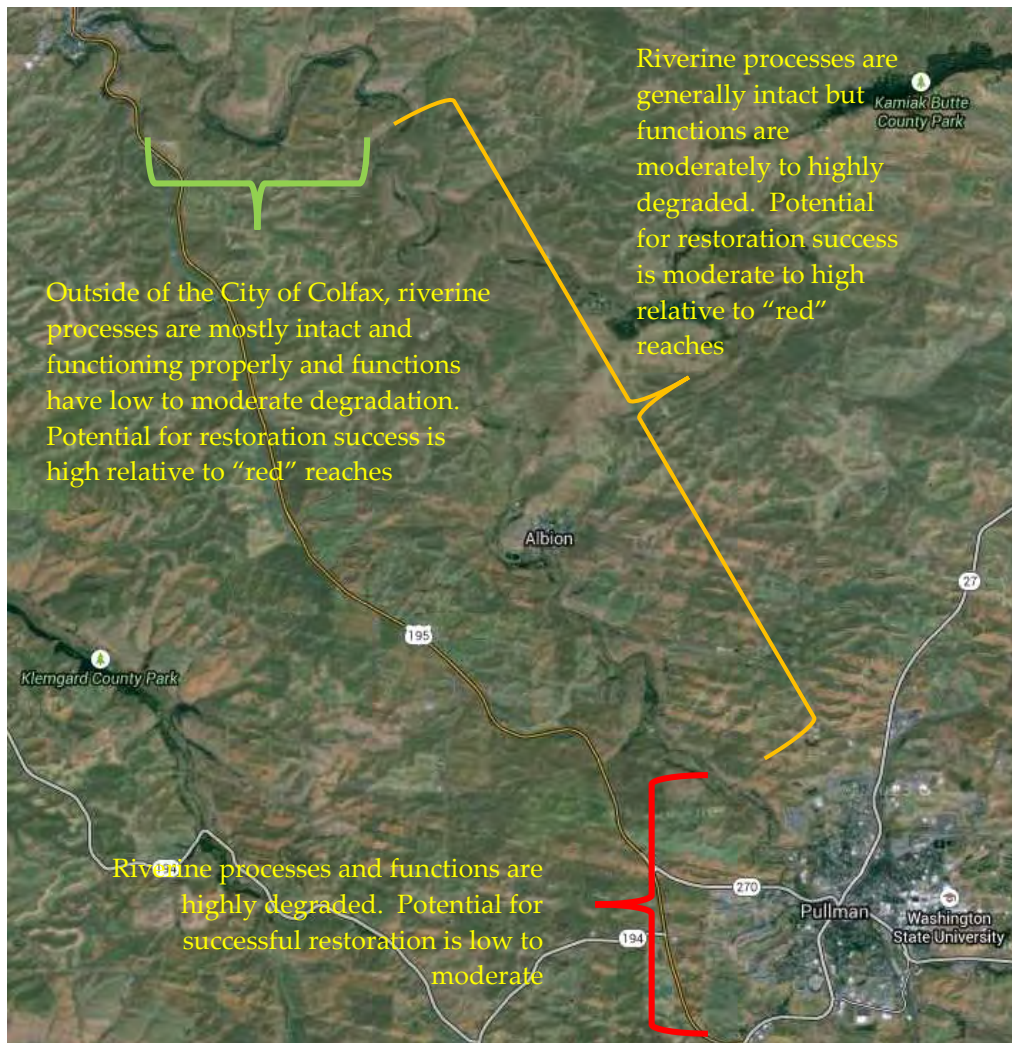 Riverine processes are
generally intact but
functions are
moderately to highly
degraded.  Potential
for restoration success
is moderate to high
relative to “red”
reaches
Kamiak Butte
County Park
Outside of the City of Colfax, riverine
processes are mostly intact and
functioning properly and functions
have low to moderate degradation.
Potential for restoration success is
high relative to “red” reaches
Albion
27
195
Klemgard County Park
Riverine processes and functions are
highly degraded.  Potential for
successful restoration is low to
moderate
194
270
194
Pullman
Washington
State University